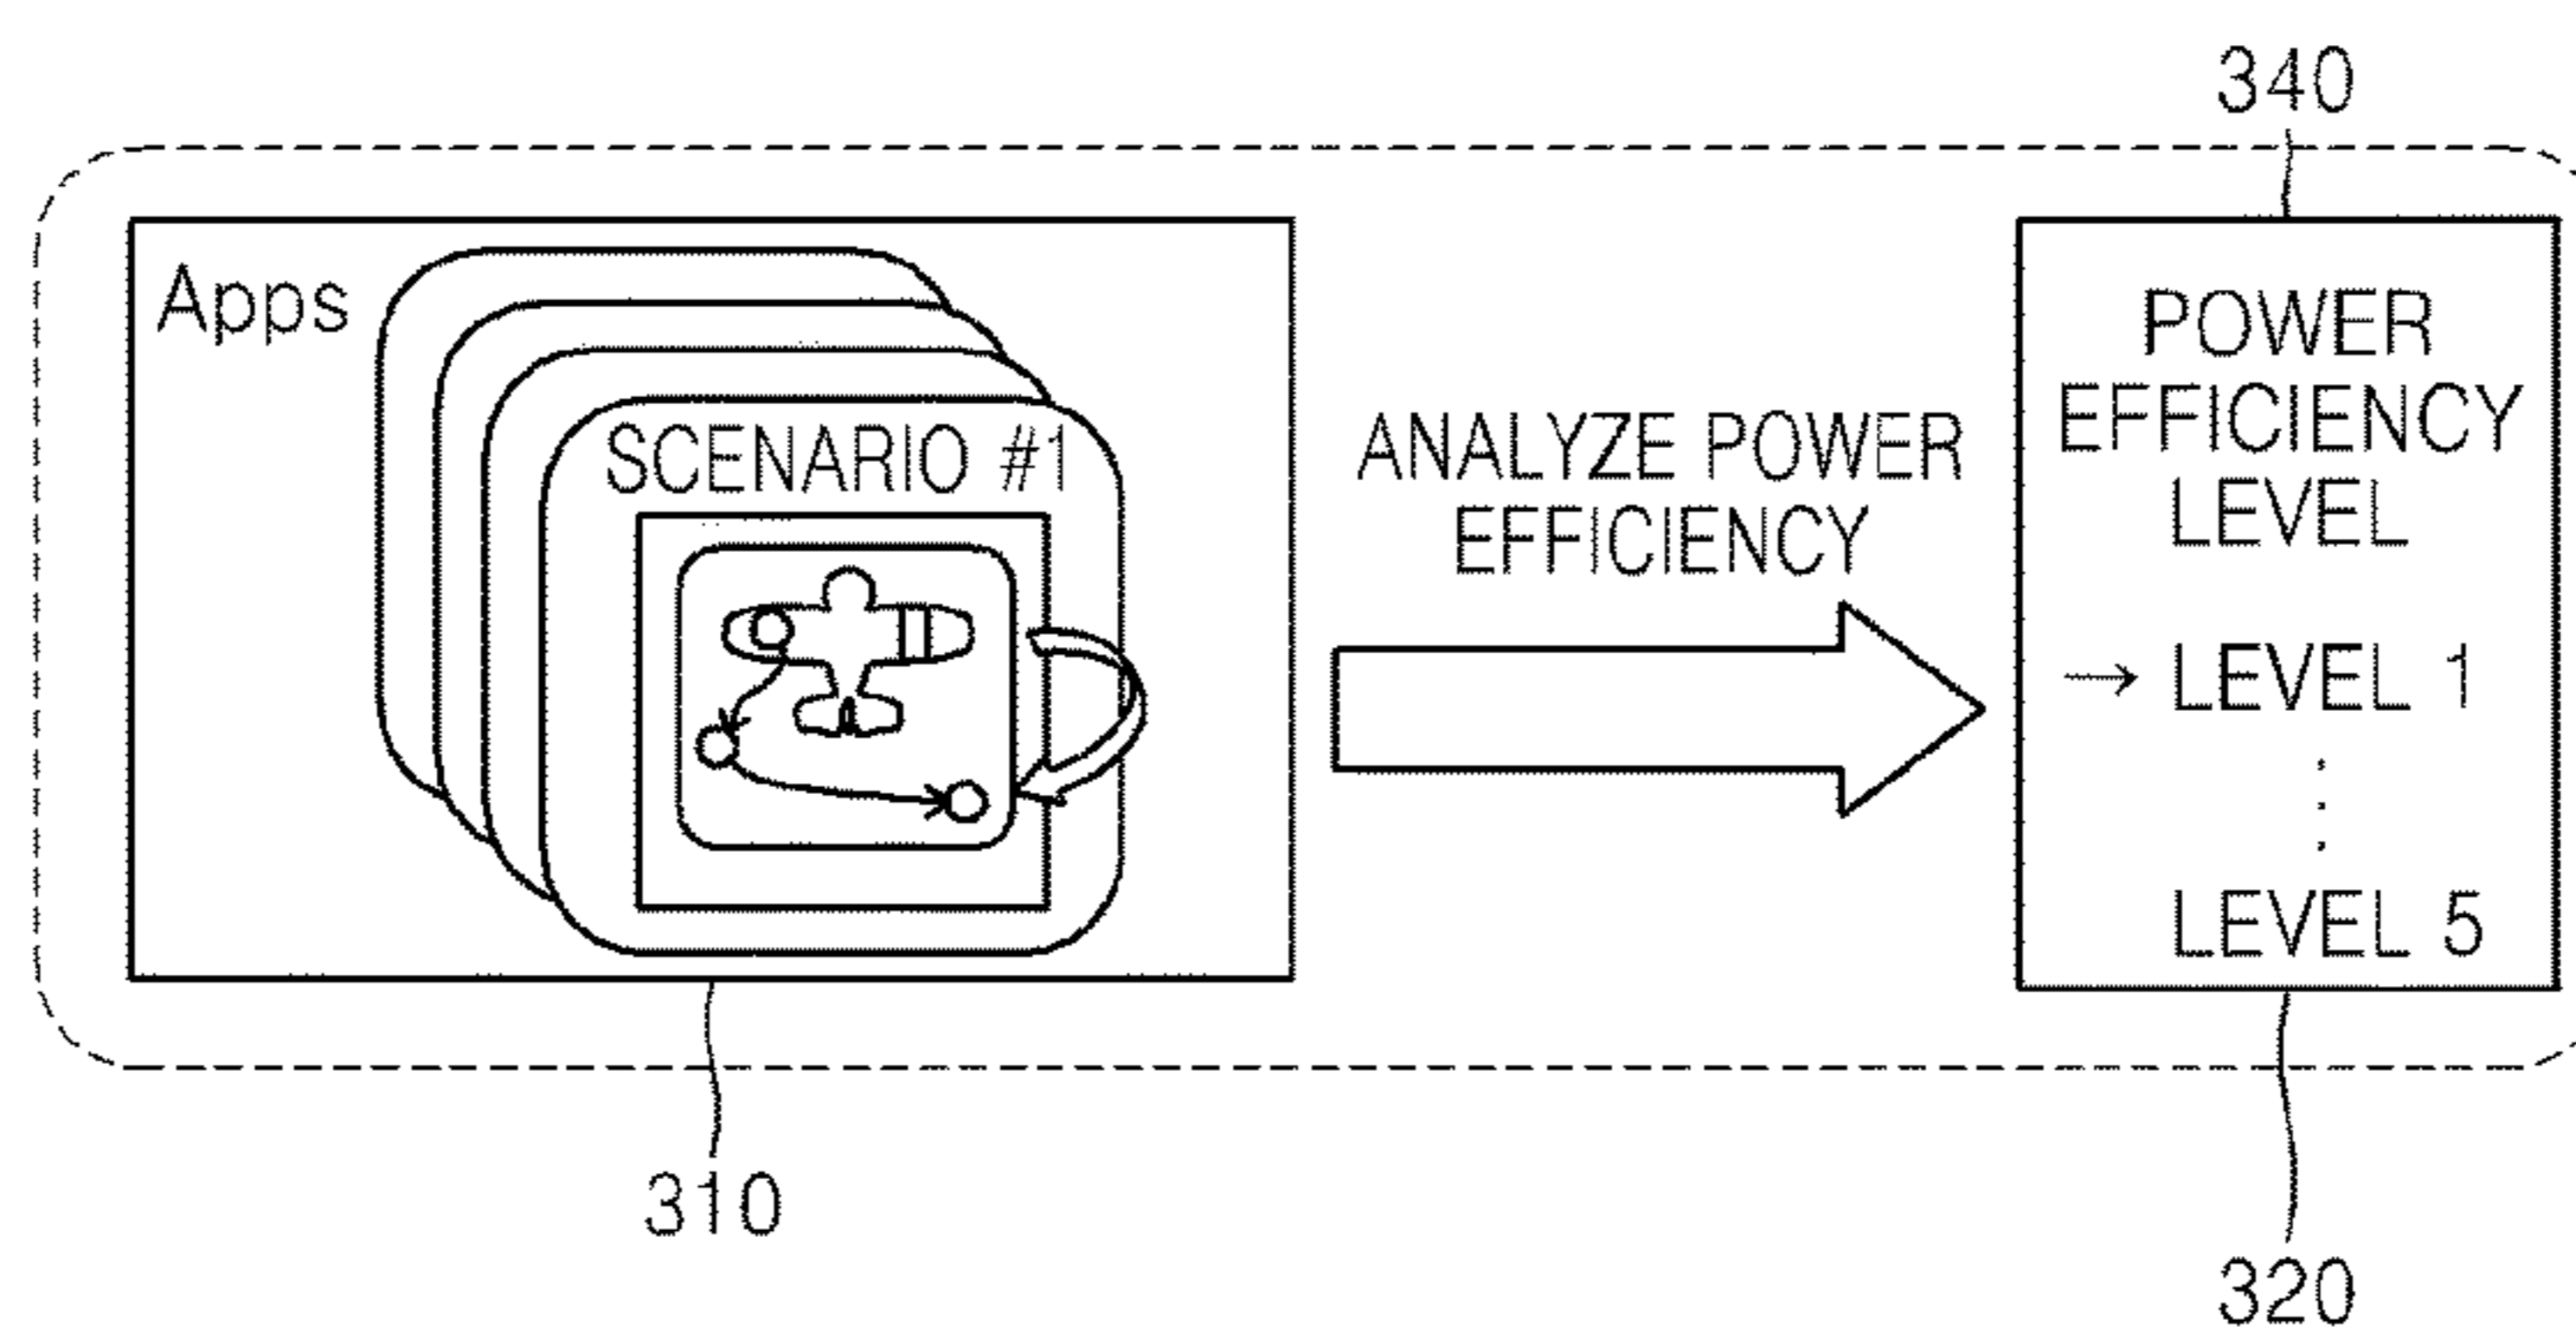 340
Apps
SCENARIO #1
ANALYZE POWER
EFFICIENCY
POWER
EFFICIENCY
LEVEL
→ LEVEL 1
LEVEL 5
310
320